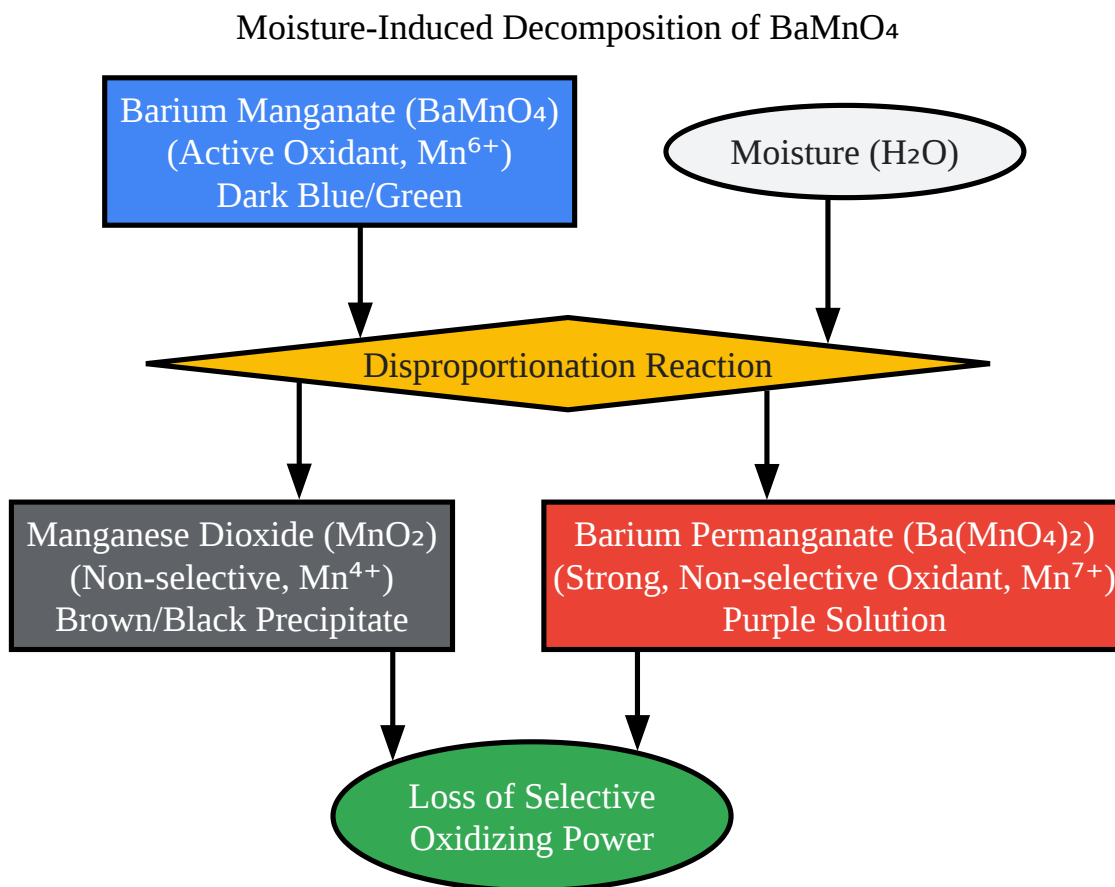 Moisture-Induced Decomposition of BaMnO₄
Barium Manganate (BaMnO₄)
(Active Oxidant, Mn⁶⁺)
Dark Blue/Green
Moisture (H₂O)
Disproportionation Reaction
Manganese Dioxide (MnO₂)
(Non-selective, Mn⁴⁺)
Brown/Black Precipitate
Barium Permanganate (Ba(MnO₄)₂)
(Strong, Non-selective Oxidant, Mn⁷⁺)
Purple Solution
Loss of Selective
Oxidizing Power